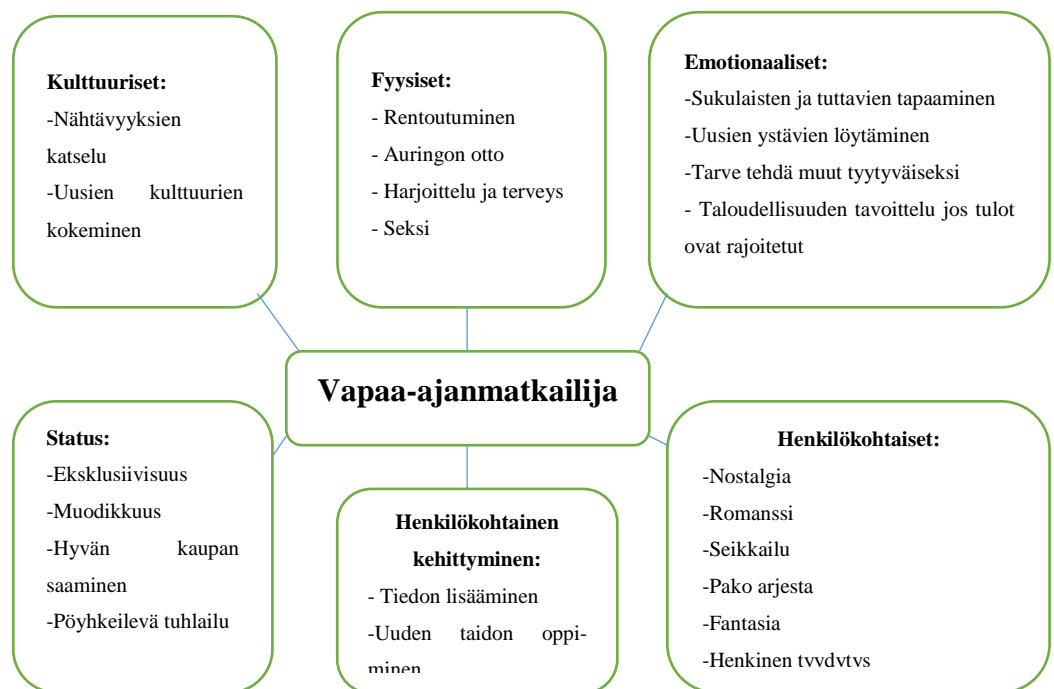 Kulttuuriset:
-Nähtävyyksien
katselu
-Uusien kulttuurien
kokeminen
Fyysiset:
- Rentoutuminen
- Auringon otto
- Harjoittelu ja terveys
- Seksi
Emotionaaliset:
-Sukulaisten ja tuttavien tapaaminen
-Uusien ystävien löytäminen
-Tarve tehdä muut tyytyväiseksi
- Taloudellisuuden tavoittelu jos tulot
ovat rajoitetut
Vapaa-ajanmatkailija
Status:
-Eksklusiivisuus
-Muodikkuus
-Hyvän kaupan
saaminen
-Pöyhkeilevä tuhlailu
Henkilökohtainen
kehittyminen:
- Tiedon lisääminen
-Uuden taidon oppi-
minen
Henkilökohtaiset:
-Nostalgia
-Romanssi
-Seikkailu
-Pako arjesta
-Fantasia
-Henkinen tyydytys